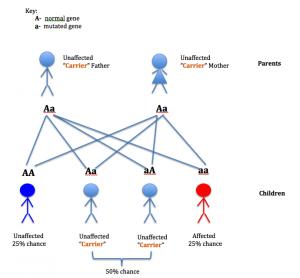 Key:
A- normal gene
a- mutated gene
Unaffected
"Carrier" Father
Unaffected
"Carrier" Mother
Parents
Aa
Aa
AA
Aa
aA
aa
Children
Unaffected
25% chance
Unaffected
"Carrier"
Unaffected
"Carrier"
Affected
25% chance
50% chance